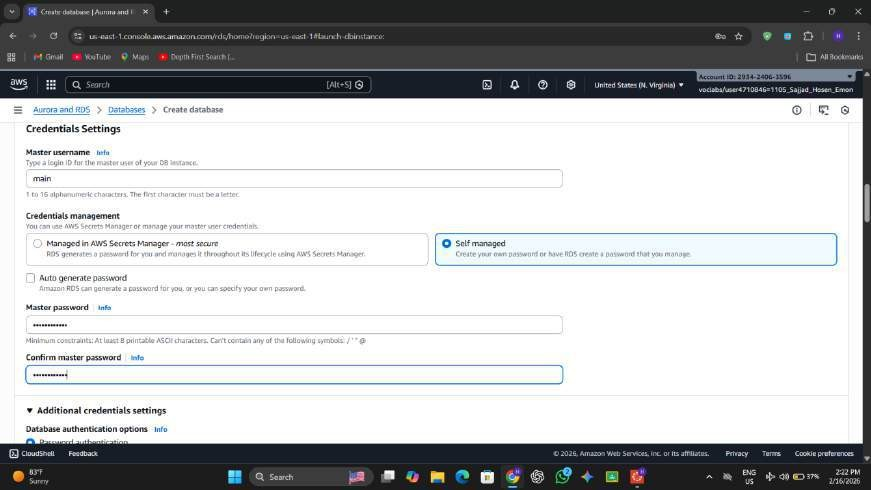 Create database | Aurora and R
us-east-1.console.aws.amazon.com/rds/home?region=us-east-1#launch-dbinstance:
H
Gmail
YouTube
Maps
Depth First Search (...
All Bookmarks
aws
Search
[Alt+S]
United States (N. Virginia)
Account ID: 2934-2406-3596
voclabs/user4710846=1105_Sajjad_Hosen_Emon
Aurora and RDS > Databases > Create database
Credentials Settings
Master username | Info
Type a login ID for the master user of your DB instance.
main
1 to 16 alphanumeric characters. The first character must be a letter.
Credentials management
You can use AWS Secrets Manager or manage your master user credentials.
Managed in AWS Secrets Manager - most secure
RDS generates a password for you and manages it throughout its lifecycle using AWS Secrets Manager.
Self managed
Create your own password or have RDS create a password that you manage.
Auto generate password
Amazon RDS can generate a password for you, or you can specify your own password.
Master password | Info
••••••••••••
Minimum constraints: At least 8 printable ASCII characters. Can't contain any of the following symbols: / ' " @
Confirm master password | Info
••••••••••••
Additional credentials settings
Database authentication options Info
Password authentication
CloudShell
Feedback
© 2026, Amazon Web Services, Inc. or its affiliates.
Privacy
Terms
Cookie preferences
83°F
Sunny
Search
2
ENG
US
37%
2:22 PM
2/16/2026